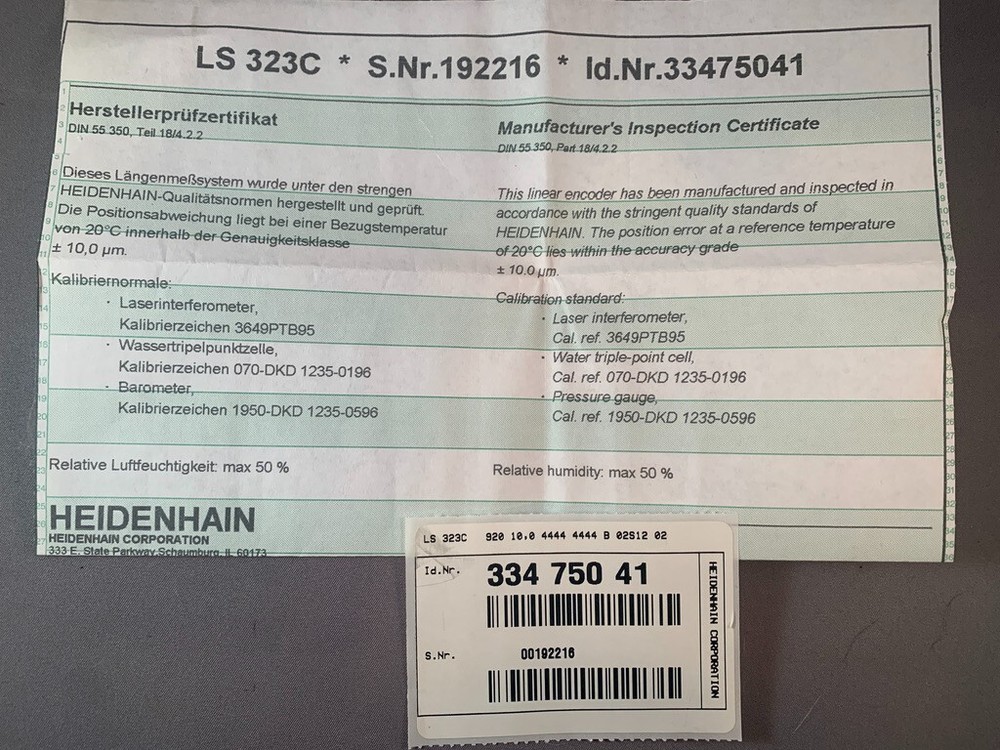 LS 323C * S.Nr.192216 * Id.Nr.33475041
Herstellerprüfzertifikat
DIN 55 350, Teil 18/4.2.2
Dieses Längenmeßsystem wurde unter den strengen
HEIDENHAIN-Qualitätsnormen hergestellt und geprüft.
Die Positionsabweichung liegt bei einer Bezugstemperatur
von 20°C innerhalb der Genauigkeitsklasse
± 10,0 µm.
Kalibriernormale:
· Laserinterferometer,
Kalibrierzeichen 3649PTB95
· Wassertripelpunktzelle,
Kalibrierzeichen 070-DKD 1235-0196
· Barometer,
Kalibrierzeichen 1950-DKD 1235-0596
Relative Luftfeuchtigkeit: max 50 %
Manufacturer's Inspection Certificate
DIN 55 350, Part 18/4.2.2
This linear encoder has been manufactured and inspected in
accordance with the stringent quality standards of
HEIDENHAIN. The position error at a reference temperature
of 20°C lies within the accuracy grade
± 10.0 µm.
Calibration standard:
· Laser interferometer,
Cal. ref. 3649PTB95
· Water triple-point cell,
Cal. ref. 070-DKD 1235-0196
· Pressure gauge,
Cal. ref. 1950-DKD 1235-0596
Relative humidity: max 50 %
HEIDENHAIN
HEIDENHAIN CORPORATION
333 E. State Parkway, Schaumburg, IL 60173
LS 323C 920 10,0 4444 4444 B 02S12 02
Id.Nr. 334 750 41
S.Nr. 00192216
HEIDENHAIN CORPORATION